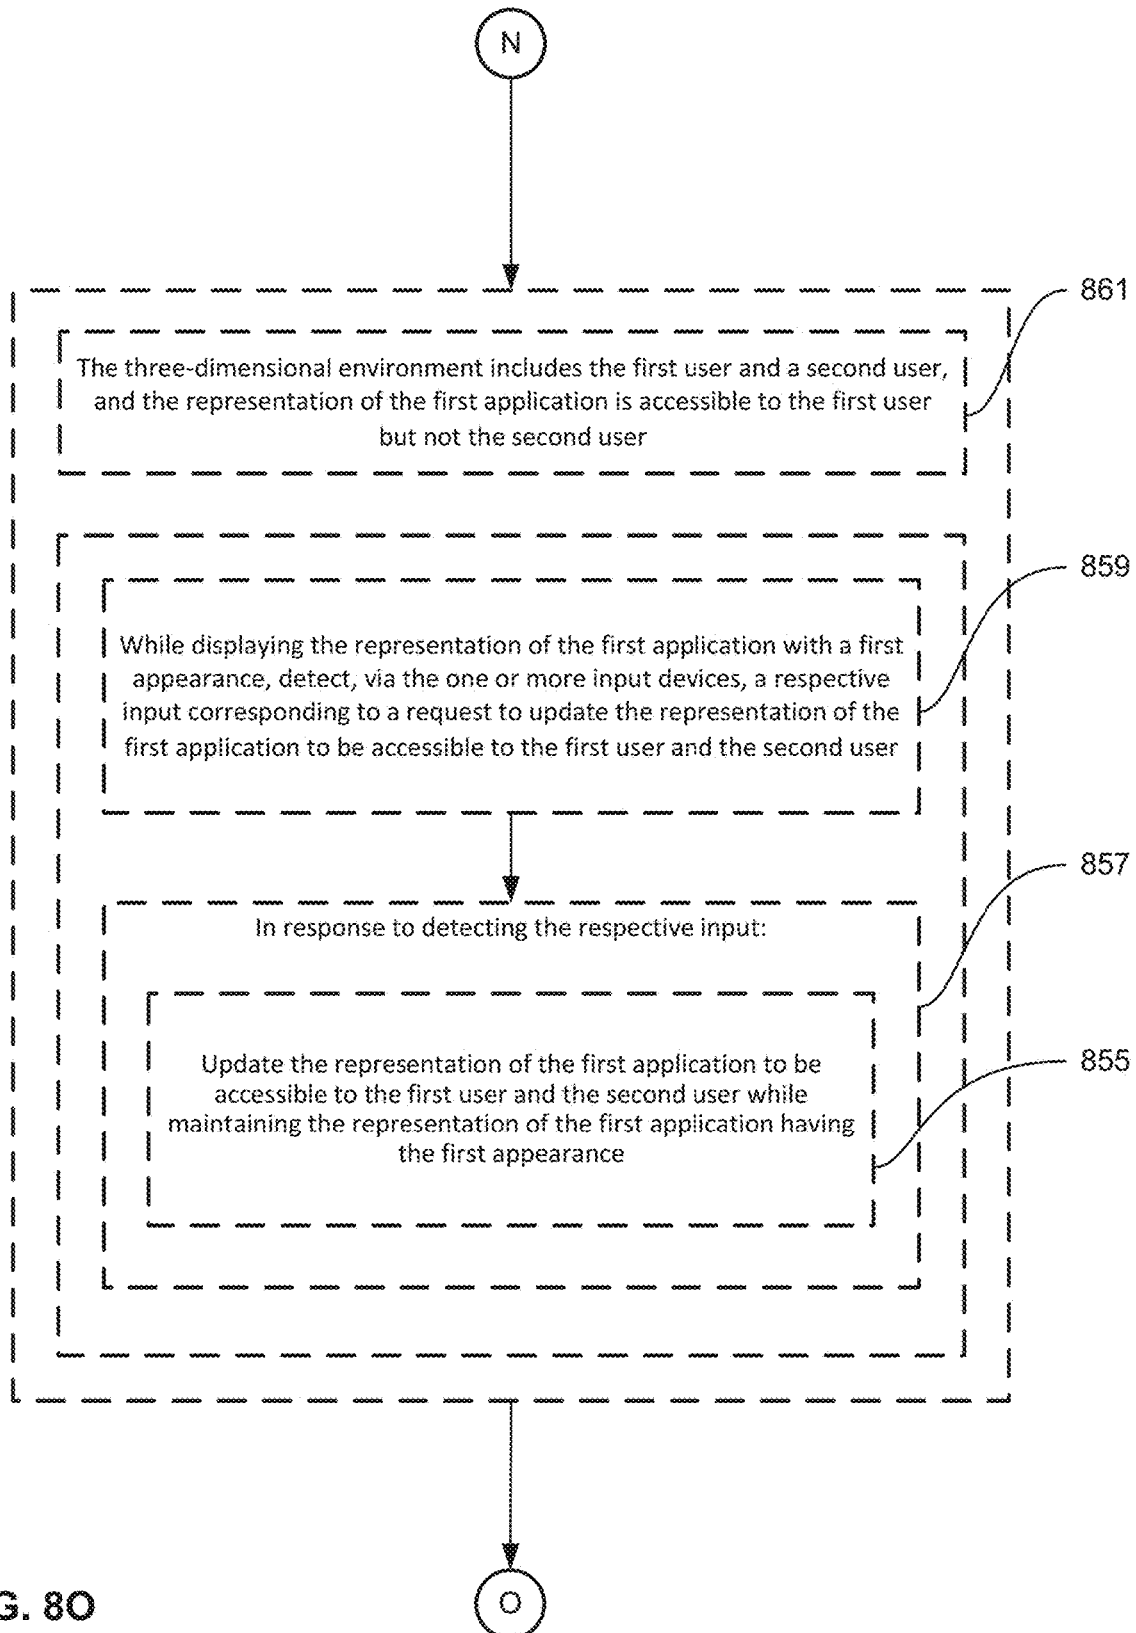 N
861
The three-dimensional environment includes the first user and a second user,
and the representation of the first application is accessible to the first user
but not the second user
859
While displaying the representation of the first application with a first
appearance, detect, via the one or more input devices, a respective
input corresponding to a request to update the representation of the
first application to be accessible to the first user and the second user
857
In response to detecting the respective input:
855
Update the representation of the first application to be
accessible to the first user and the second user while
maintaining the representation of the first application having
the first appearance
G. 8O
O